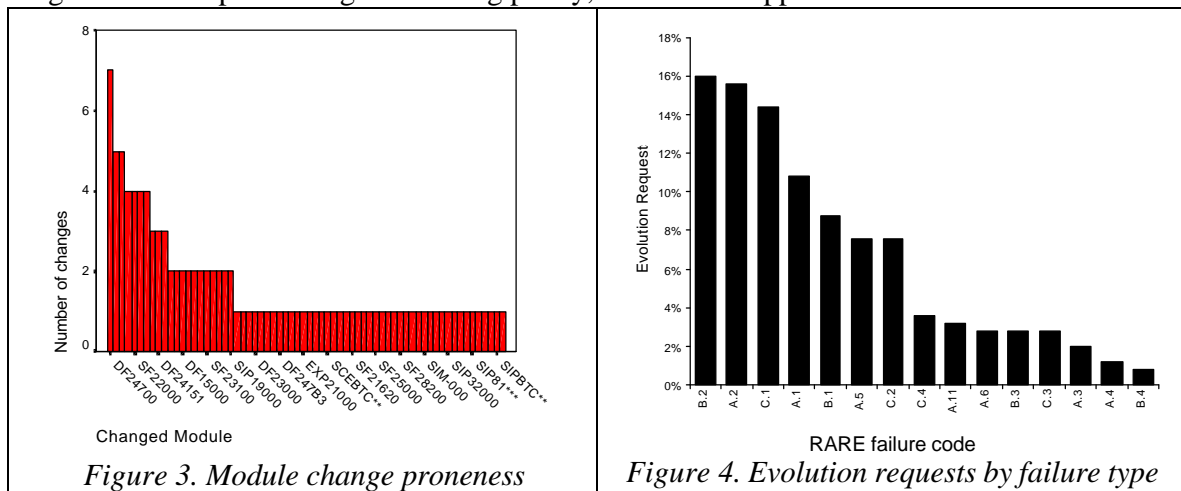 8
6
4
2
0
Number of changes
DF24700
SF22000
DF24151
DF15000
SF23100
SIP19000
DF23000
DF247B3
EXP21000
SCEBTC**
SF21620
SF25000
SF28200
SIM-000
SIP32000
SIP81***
SIPBTC**
Changed Module
Figure 3. Module change proneness
18%
16%
14%
12%
10%
8%
6%
4%
2%
0%
Evolution Request
B.2
A.2
C.1
A.1
B.1
A.5
C.2
C.4
A.11
A.6
B.3
C.3
A.3
A.4
B.4
RARE failure code
Figure 4. Evolution requests by failure type